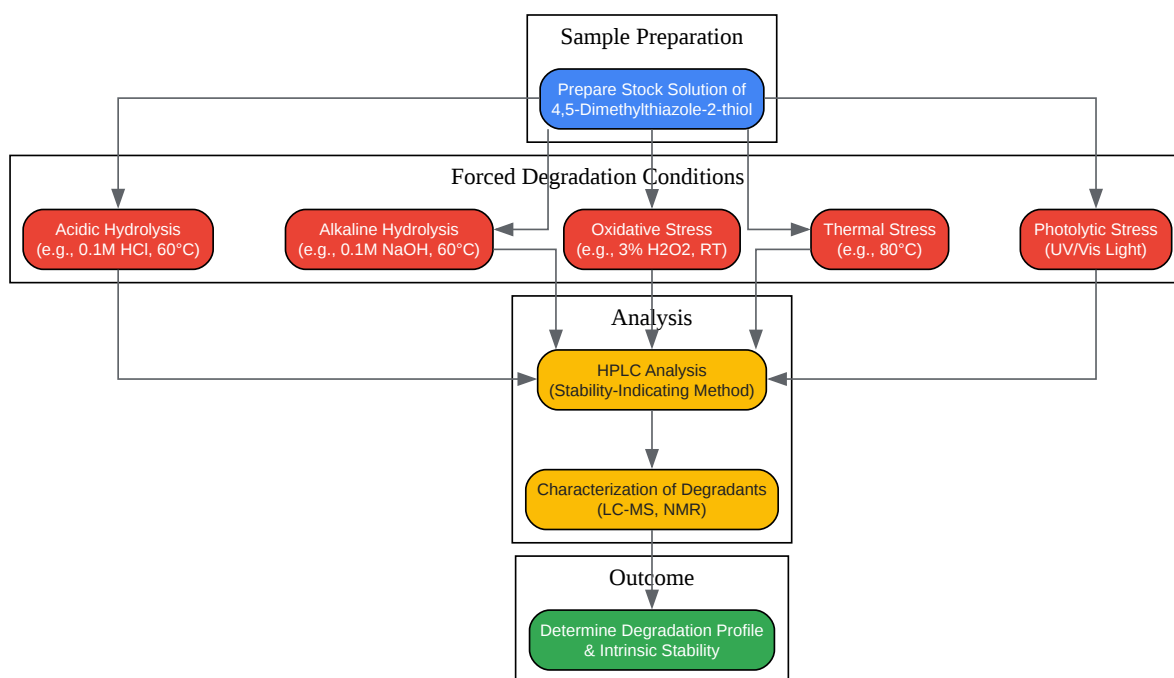 Sample Preparation
Prepare Stock Solution of
4,5-Dimethylthiazole-2-thiol
Forced Degradation Conditions
Acidic Hydrolysis
(e.g., 0.1M HCl, 60°C)
Alkaline Hydrolysis
(e.g., 0.1M NaOH, 60°C)
Oxidative Stress
(e.g., 3% H2O2, RT)
Thermal Stress
(e.g., 80°C)
Photolytic Stress
(UV/Vis Light)
Analysis
HPLC Analysis
(Stability-Indicating Method)
Characterization of Degradants
(LC-MS, NMR)
Outcome
Determine Degradation Profile
& Intrinsic Stability